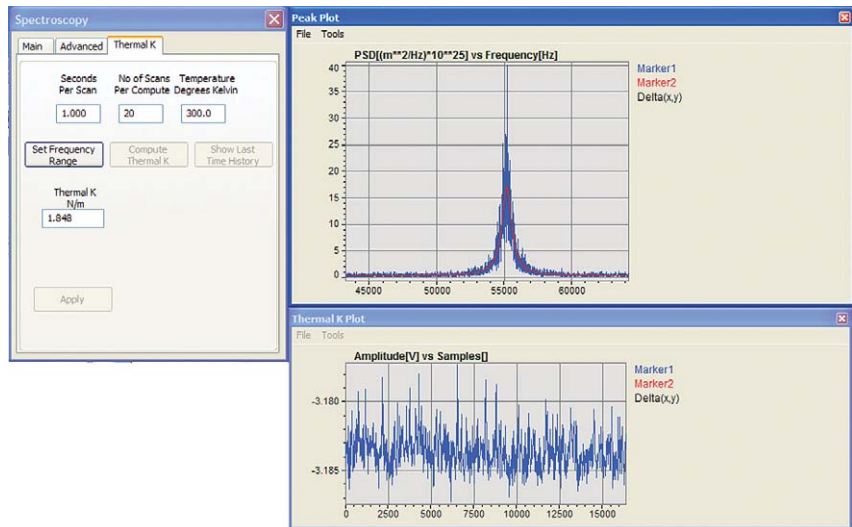 Spectroscopy
Main Advanced Thermal K
Seconds Per Scan
No of Scans Per Compute
Temperature Degrees Kelvin
1.000 20 300.0
Set Frequency Range
Compute Thermal K
Show Last Time History
Thermal K
N/m
1.848
Apply
Peak Plot
File Tools
PSD[(m**2/Hz)*10**25] vs Frequency[Hz]
Marker1
Marker2
Delta(x,y)
40
35
30
25
20
15
10
5
0
45000 50000 55000 60000
Thermal K Plot
File Tools
Amplitude[V] vs Samples[]
Marker1
Marker2
Delta(x,y)
-3.180
-3.185
0 2500 5000 7500 10000 12500 15000